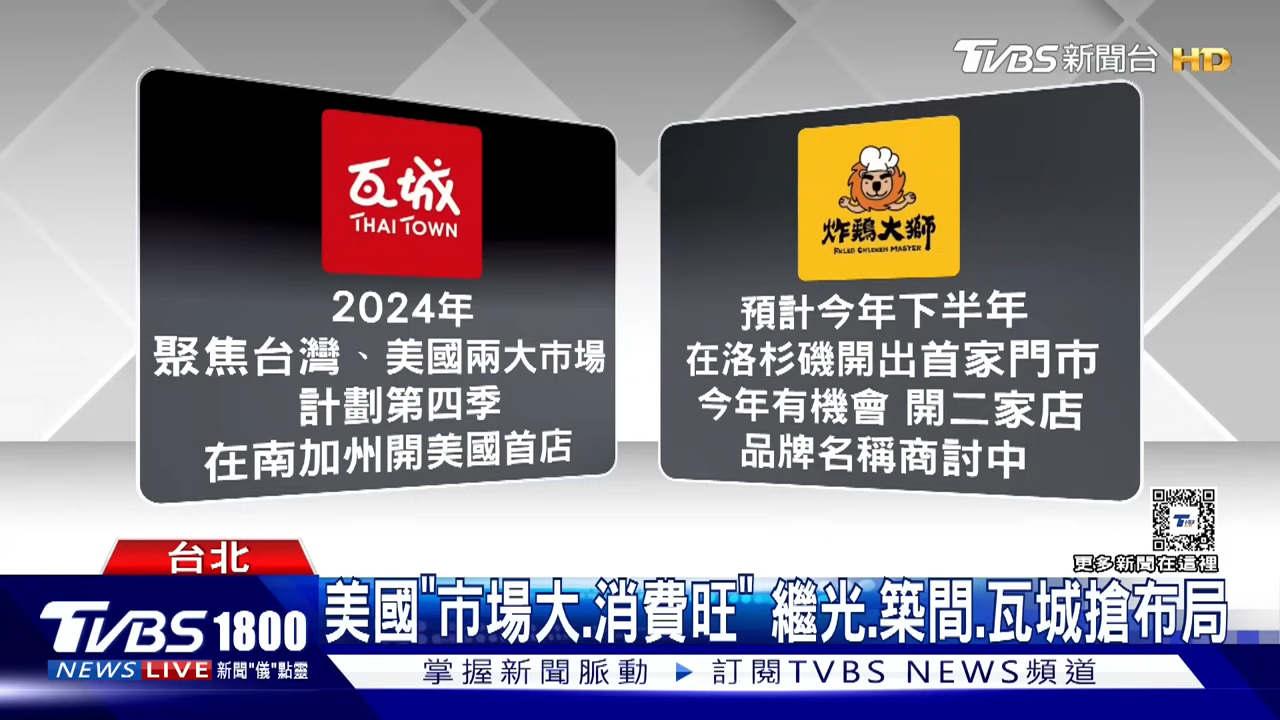 TVBS新聞台 HD
瓦城
THAI TOWN
2024年
聚焦台灣、美國兩大市場
計劃第四季
在南加州開美國首店
炸鷄大獅
FRIED CHICKEN MASTER
預計今年下半年
在洛杉磯開出首家門市
今年有機會 開二家店
品牌名稱商討中
TVBS
更多新聞在這裡
台北
美國"市場大.消費旺" 繼光.築間.瓦城搶布局
TVBS 1800
NEWS LIVE 新聞"儀"點靈
掌握新聞脈動 ▶ 訂閱TVBS NEWS頻道